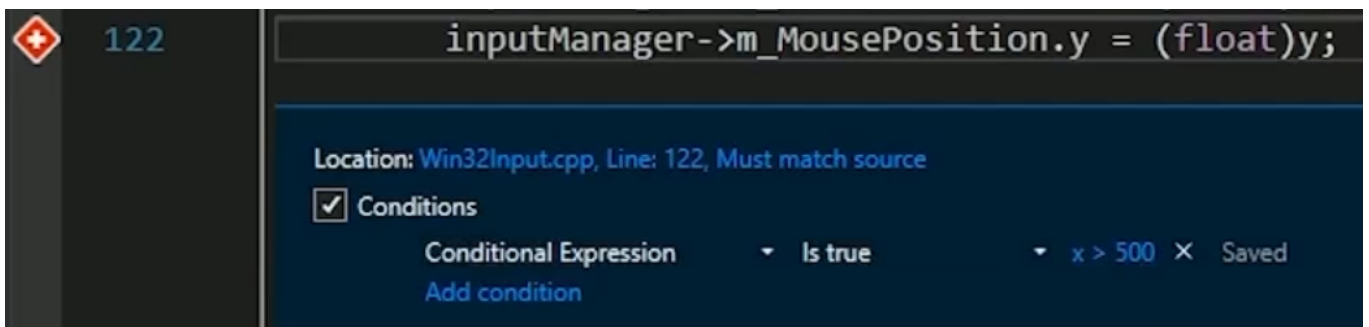 122 inputManager->m_MousePosition.y = (float)y;
Location: Win32Input.cpp, Line: 122, Must match source
Conditions
Conditional Expression Is true x > 500 × Saved
Add condition